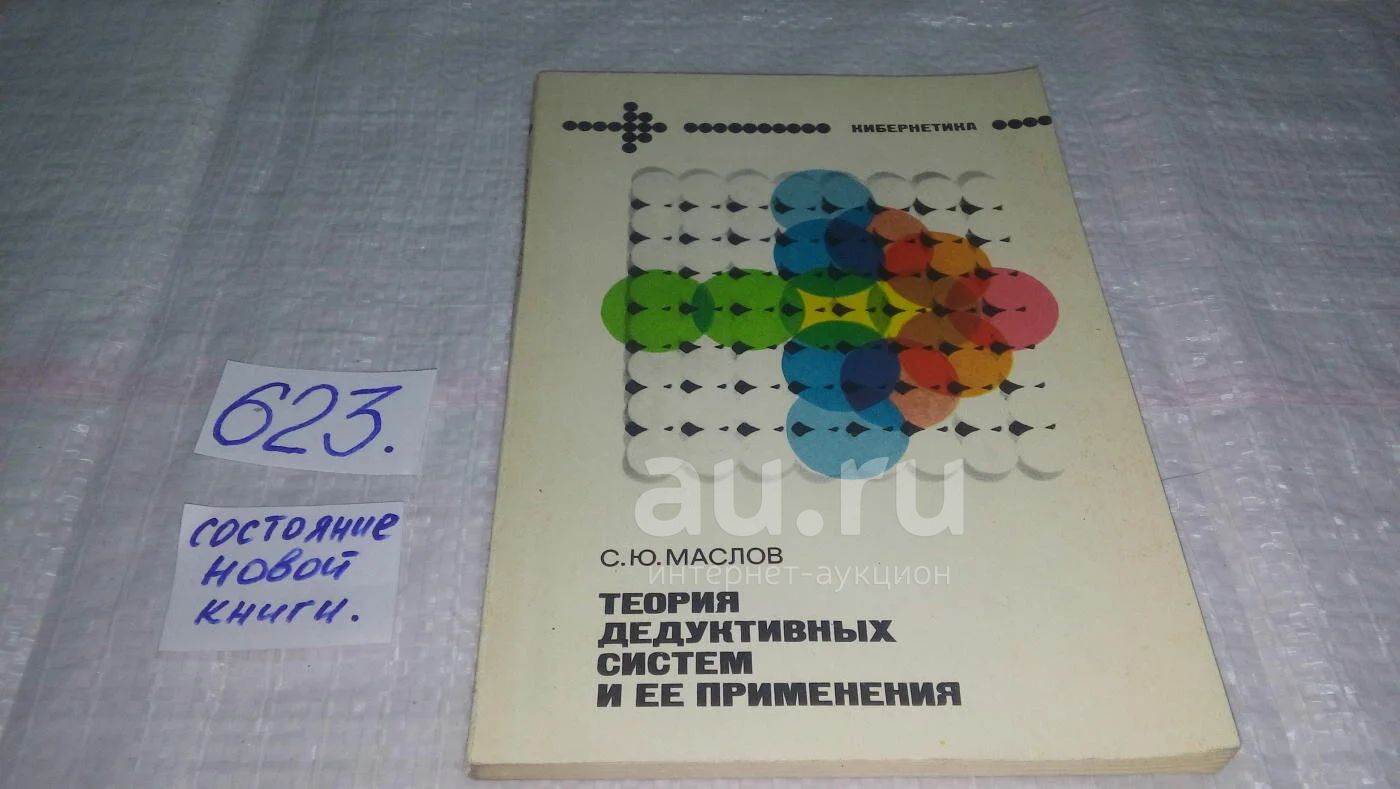 КИБЕРНЕТИКА
623.
СОСТОЯНИЕ
НОВОЙ
КНИГИ.
au.ru
интернет-аукцион
С.Ю. МАСЛОВ
ТЕОРИЯ
ДЕДУКТИВНЫХ
СИСТЕМ
И ЕЕ ПРИМЕНЕНИЯ